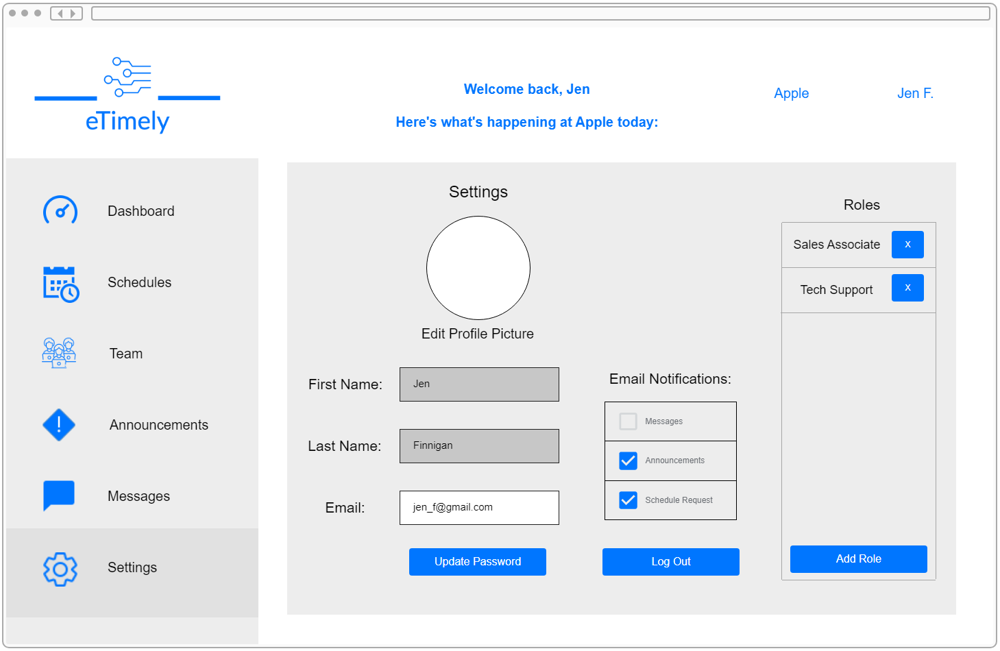 eTimely
Welcome back, Jen
Here's what's happening at Apple today:
Apple
Jen F.
Dashboard
Schedules
Team
Announcements
Messages
Settings
Settings
Edit Profile Picture
First Name:
Jen
Last Name:
Finnigan
Email:
jen_f@gmail.com
Update Password
Email Notifications:
Messages
Announcements
Schedule Request
Log Out
Roles
Sales Associate
X
Tech Support
X
Add Role